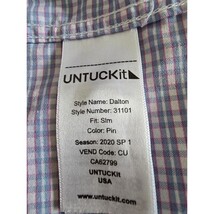 UNTUCKit
Style Name: Dalton
Style Number: 31101
Fit: Slm
Color: Pin
Season: 2020 SP 1
VEND Code: CU
CA62799
UNTUCKit
USA
www.untuckit.com